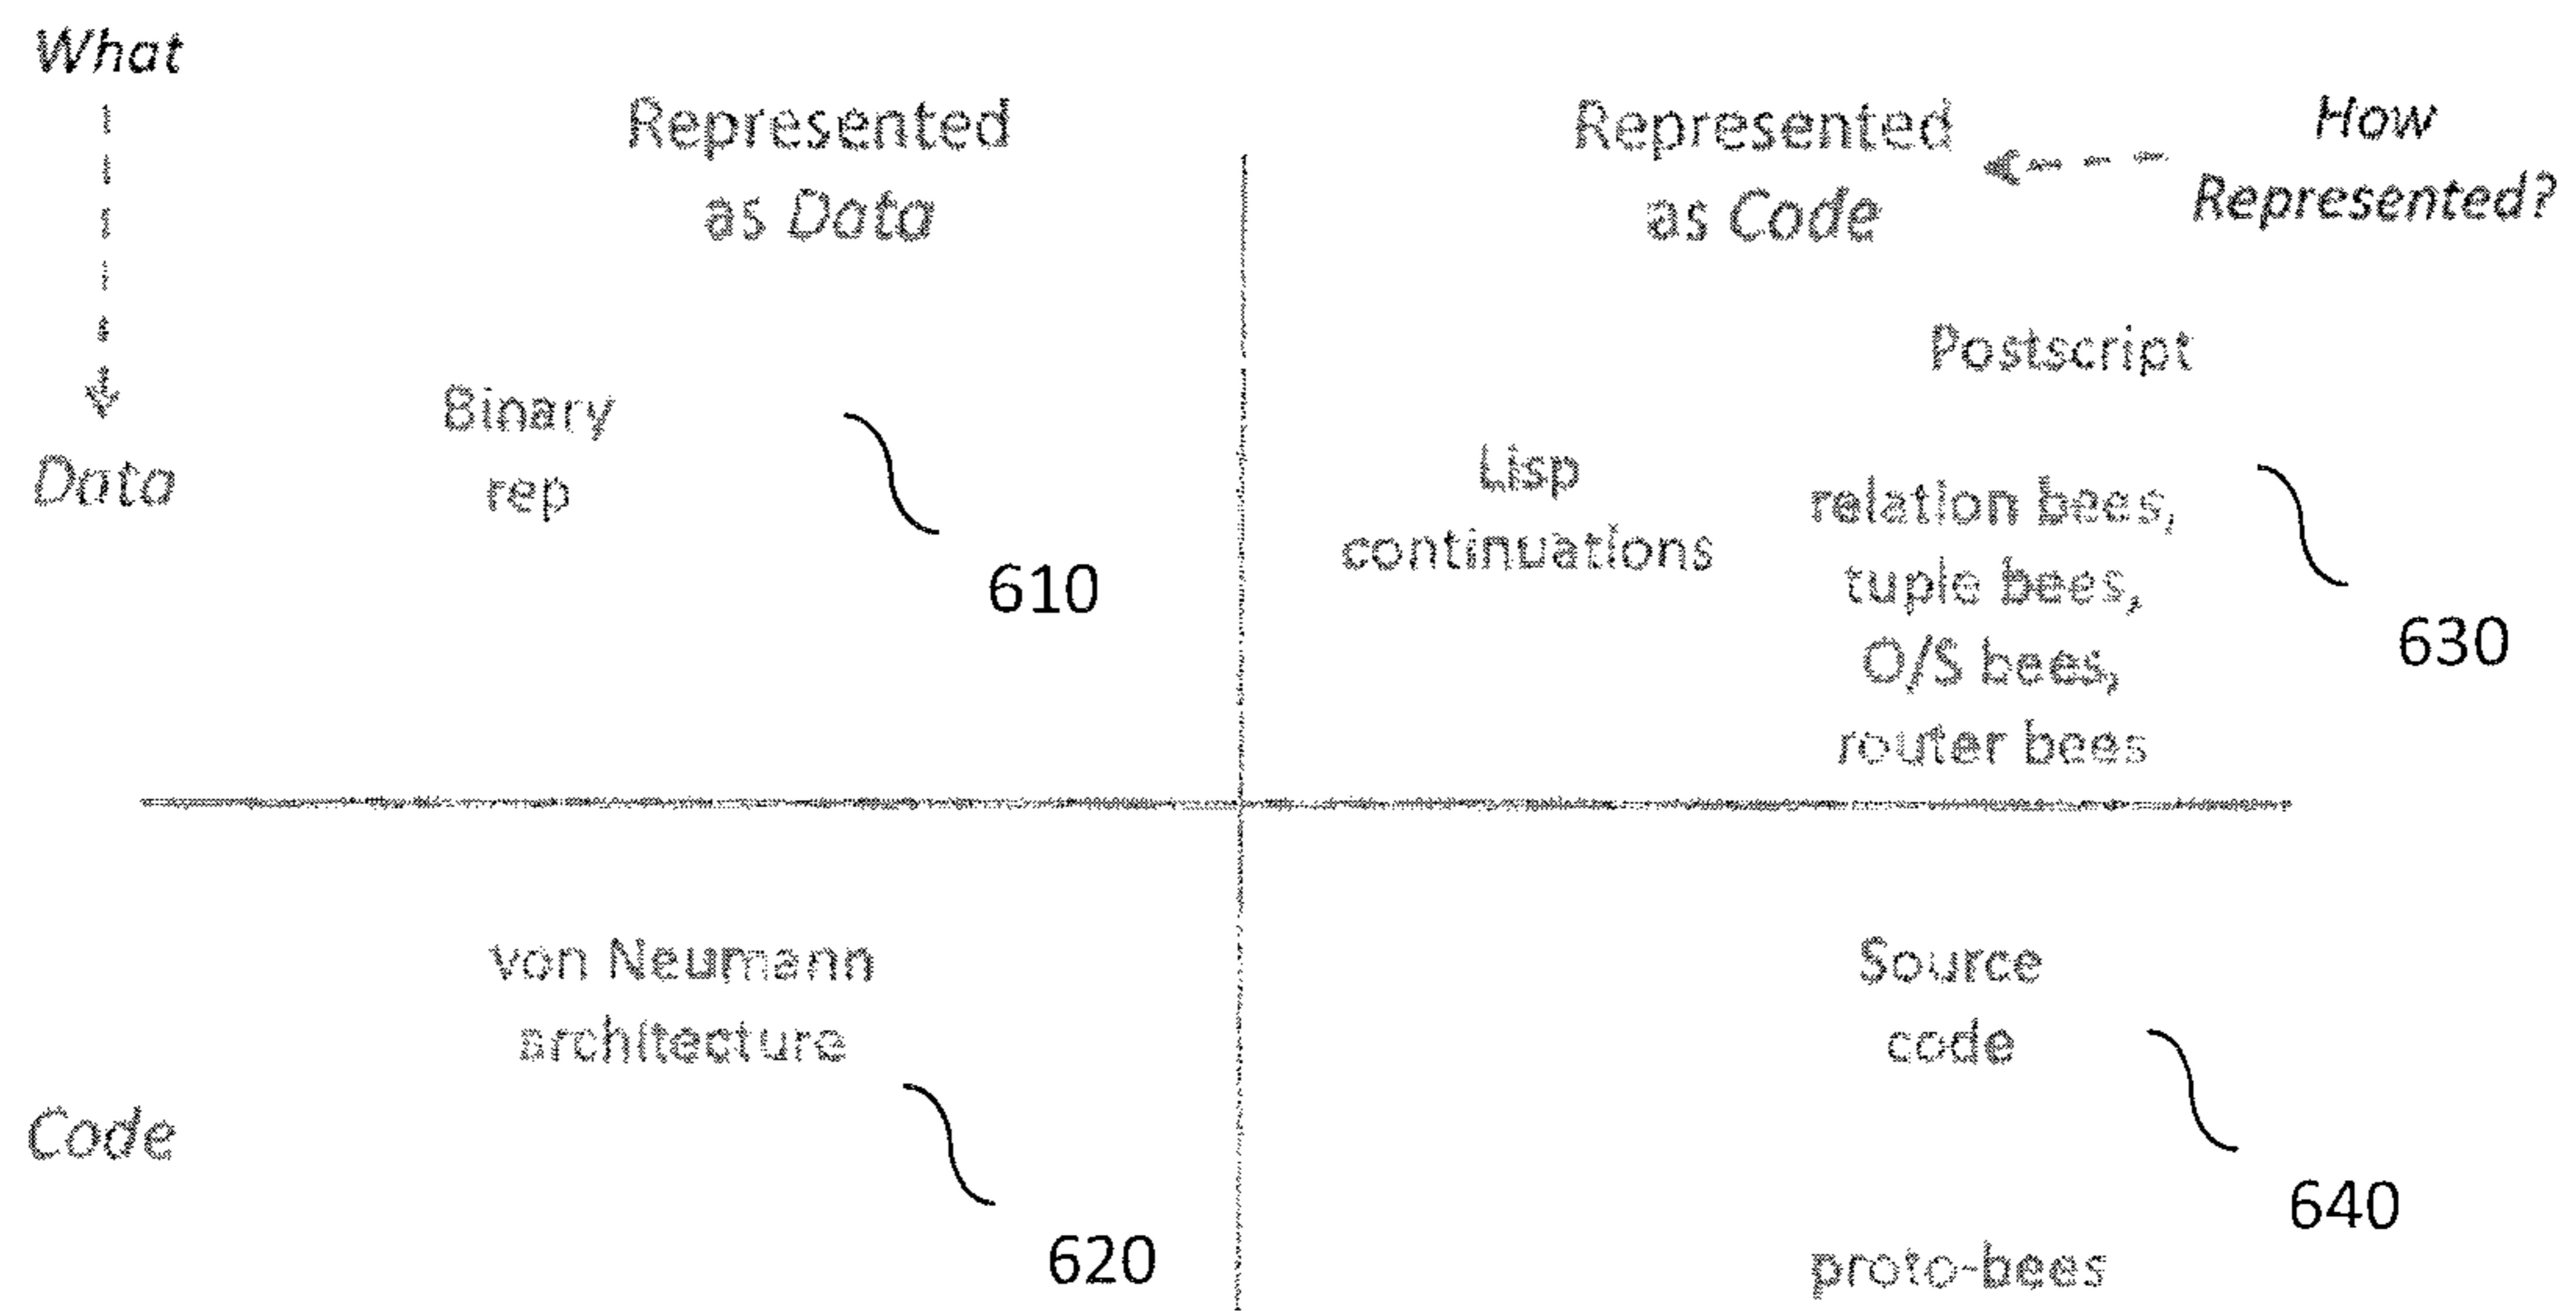 What
Represented
as Data
Represented
as Code
How
Represented?
Data
Binary
rep
610
Lisp
continuations
Postscript
relation bees,
tuple bees,
O/S bees,
router bees
630
Code
von Neumann
architecture
620
Source
code
640
proto-bees